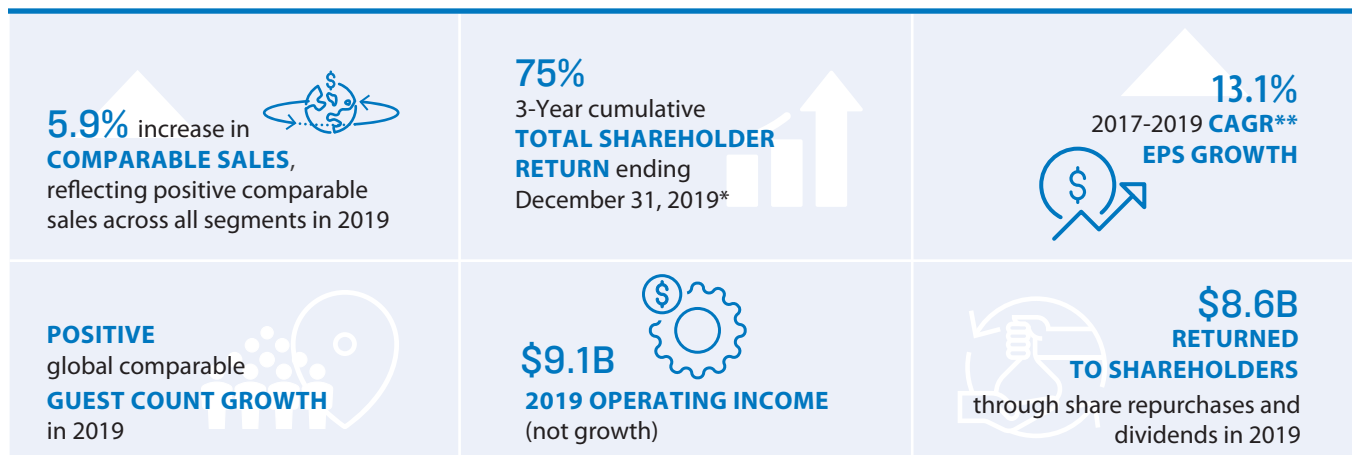 5.9% increase in
COMPARABLE SALES,
reflecting positive comparable
sales across all segments in 2019
$
75%
3-Year cumulative
TOTAL SHAREHOLDER
RETURN ending
December 31, 2019*
13.1%
2017-2019 CAGR**
EPS GROWTH
$
POSITIVE
global comparable
GUEST COUNT GROWTH
in 2019
$
$9.1B
2019 OPERATING INCOME
(not growth)
$8.6B
RETURNED
TO SHAREHOLDERS
through share repurchases and
dividends in 2019